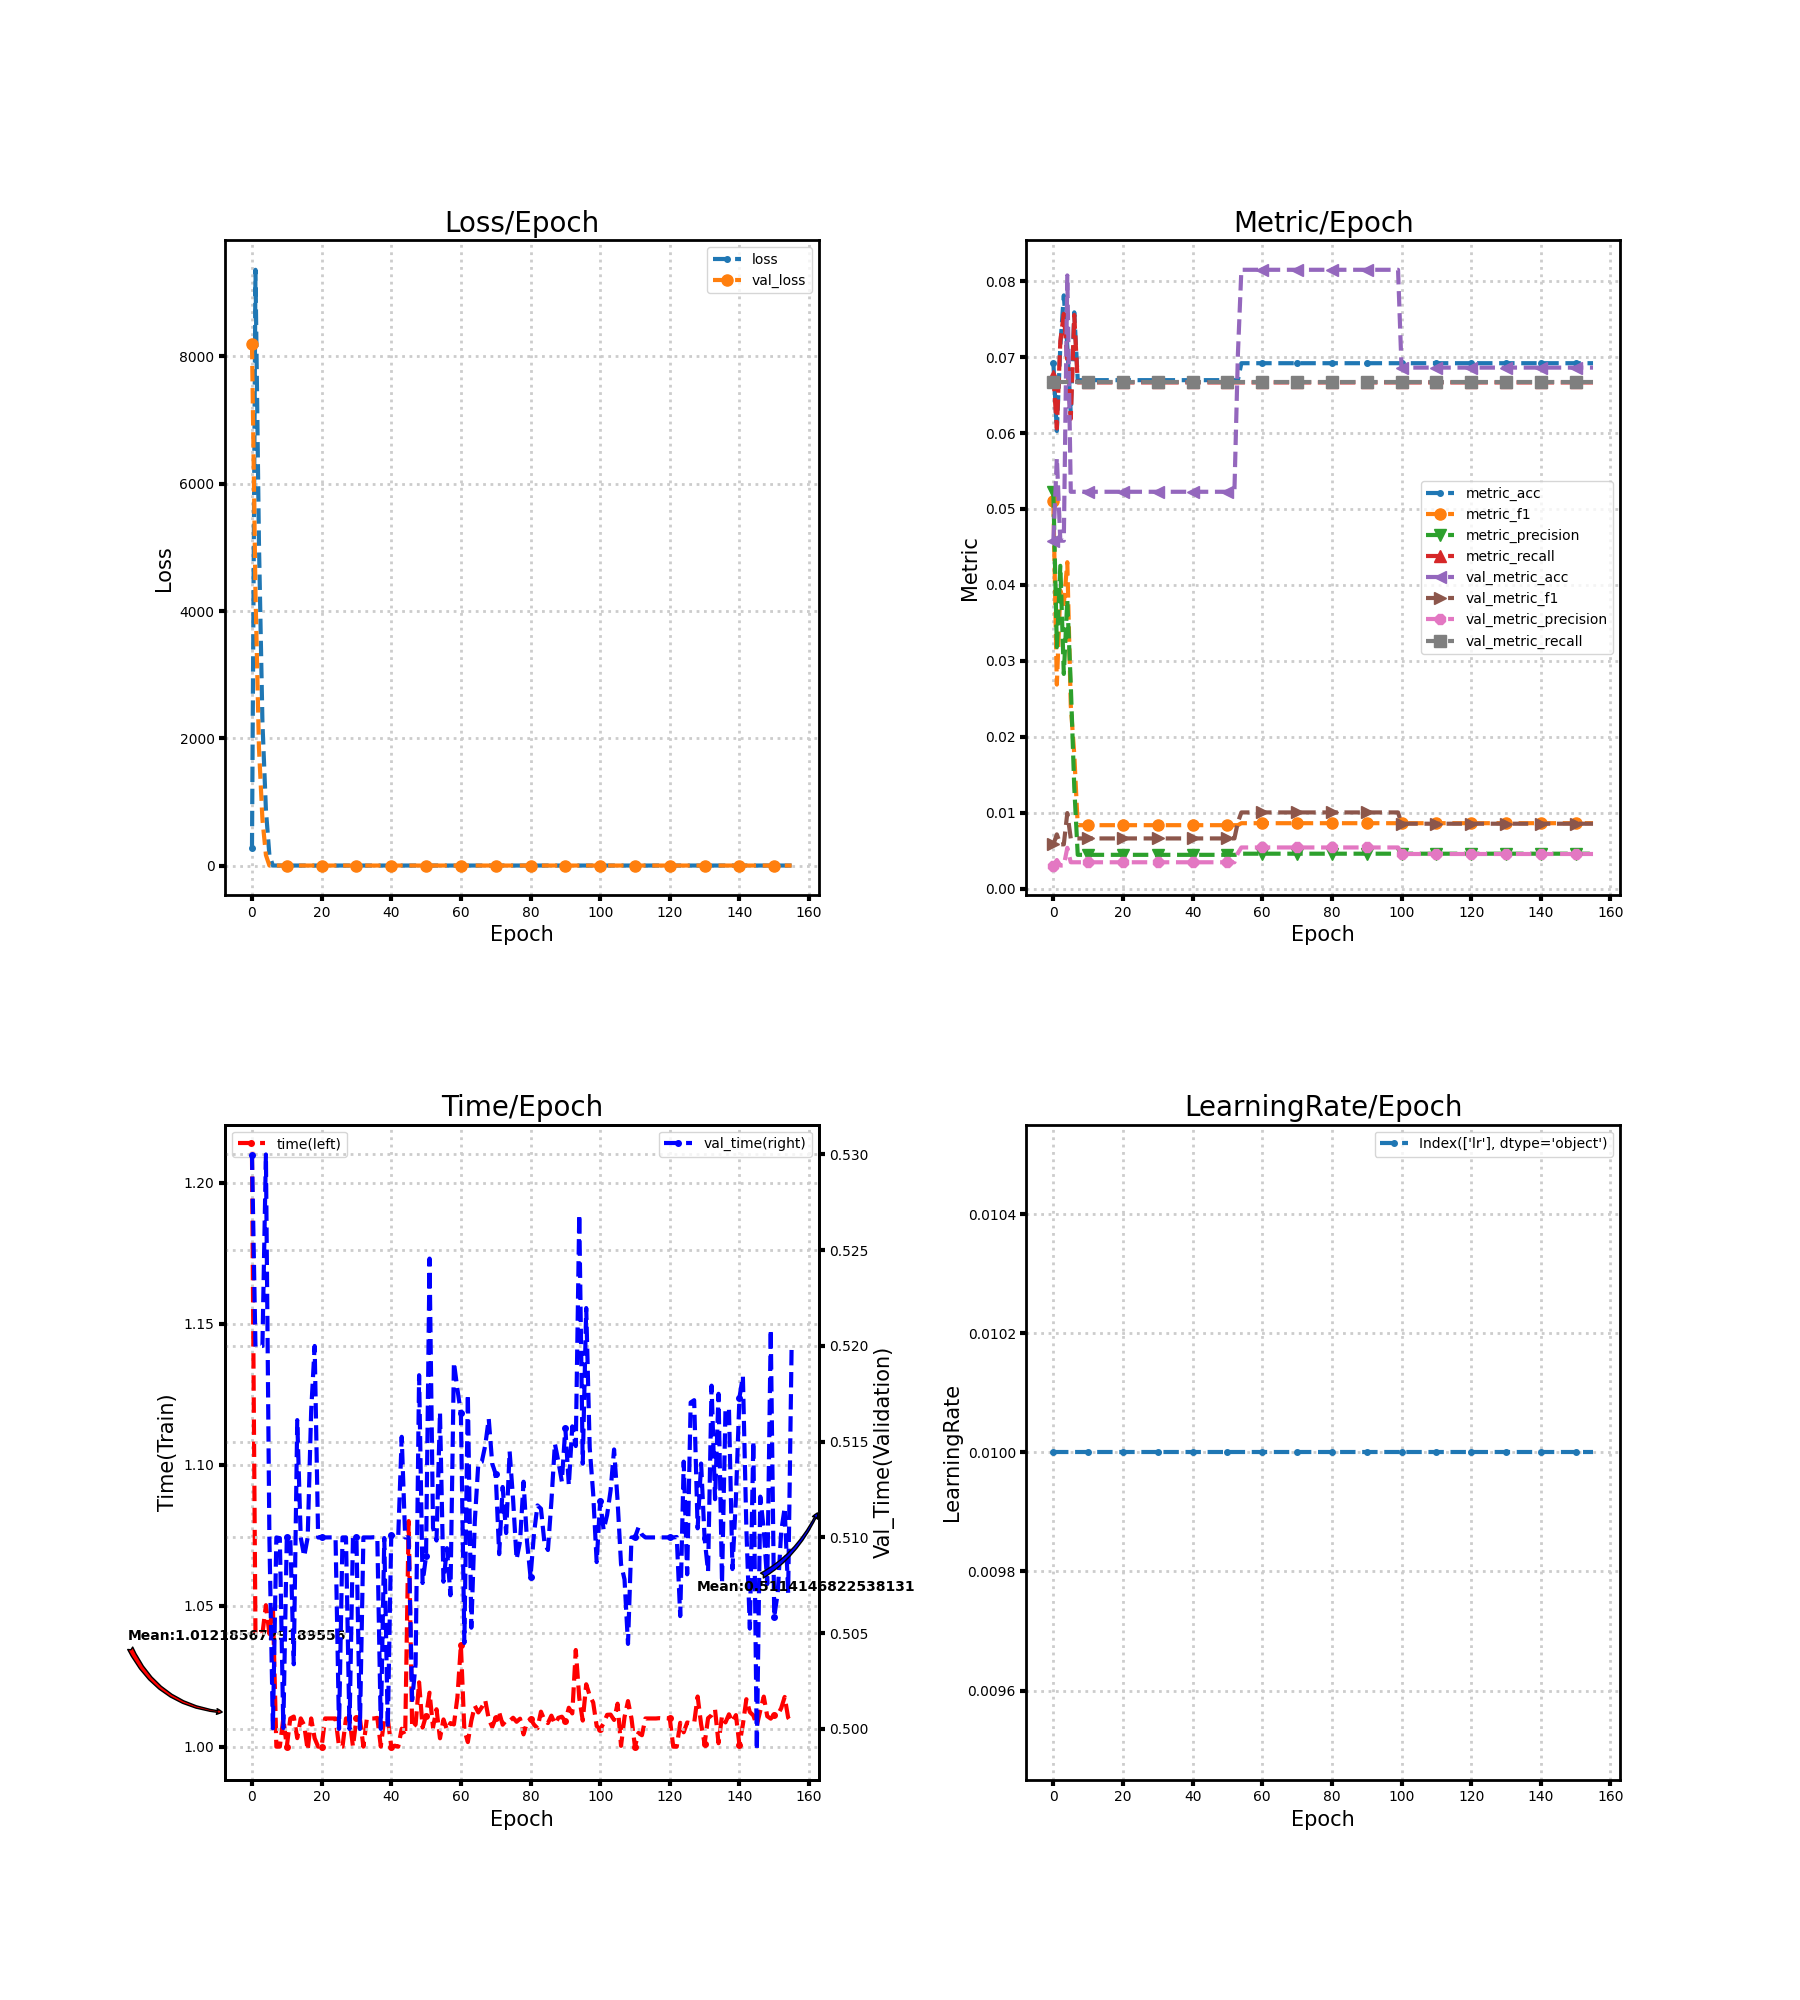 Loss/Epoch
loss
val_loss
8000
6000
4000
2000
0
Loss
0 20 40 60 80 100 120 140 160
Epoch
Metric/Epoch
0.08
0.07
0.06
0.05
0.04
0.03
0.02
0.01
0.00
Metric
metric_acc
metric_f1
metric_precision
metric_recall
val_metric_acc
val_metric_f1
val_metric_precision
val_metric_recall
0 20 40 60 80 100 120 140 160
Epoch
Time/Epoch
time(left)
val_time(right)
1.20
1.15
1.10
1.05
1.00
Time(Train)
0.530
0.525
0.520
0.515
0.510
0.505
0.500
Val_Time(Validation)
Mean:0.5114146822538131
0 20 40 60 80 100 120 140 160
Epoch
LearningRate/Epoch
Index(['lr'], dtype='object')
0.0104
0.0102
0.0100
0.0098
0.0096
LearningRate
0 20 40 60 80 100 120 140 160
Epoch